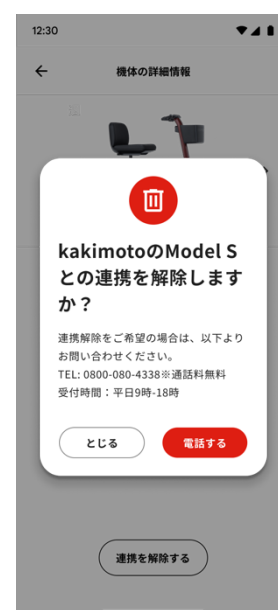 12:30
機体の詳細情報
kakimotoのModel S
との連携を解除します
か？
連携解除をご希望の場合は、以下より
お問い合わせください。
TEL: 0800-080-4338※通話料無料
受付時間：平日9時-18時
とじる
電話する
連携を解除する